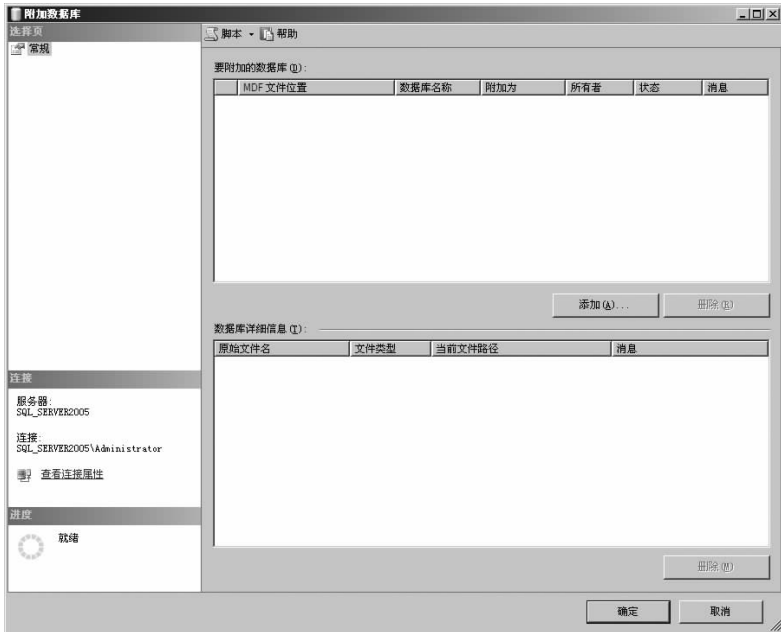 附加数据库
选择页
常规
脚本 帮助
要附加的数据库(D):
MDF 文件位置 数据库名称 附加为 所有者 状态 消息
添加(A)... 删除(R)
数据库详细信息(T):
原始文件名 文件类型 当前文件路径 消息
连接
服务器:
SQL_SERVER2005
连接:
SQL_SERVER2005\Administrator
查看连接属性
进度
就绪
删除(M)
确定 取消